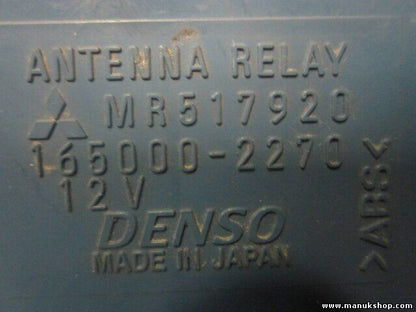 ANTENNA RELAY
MR517920
165000-2270
12V
DENSO
MADE IN JAPAN
>ABS<
www.manukshop.com